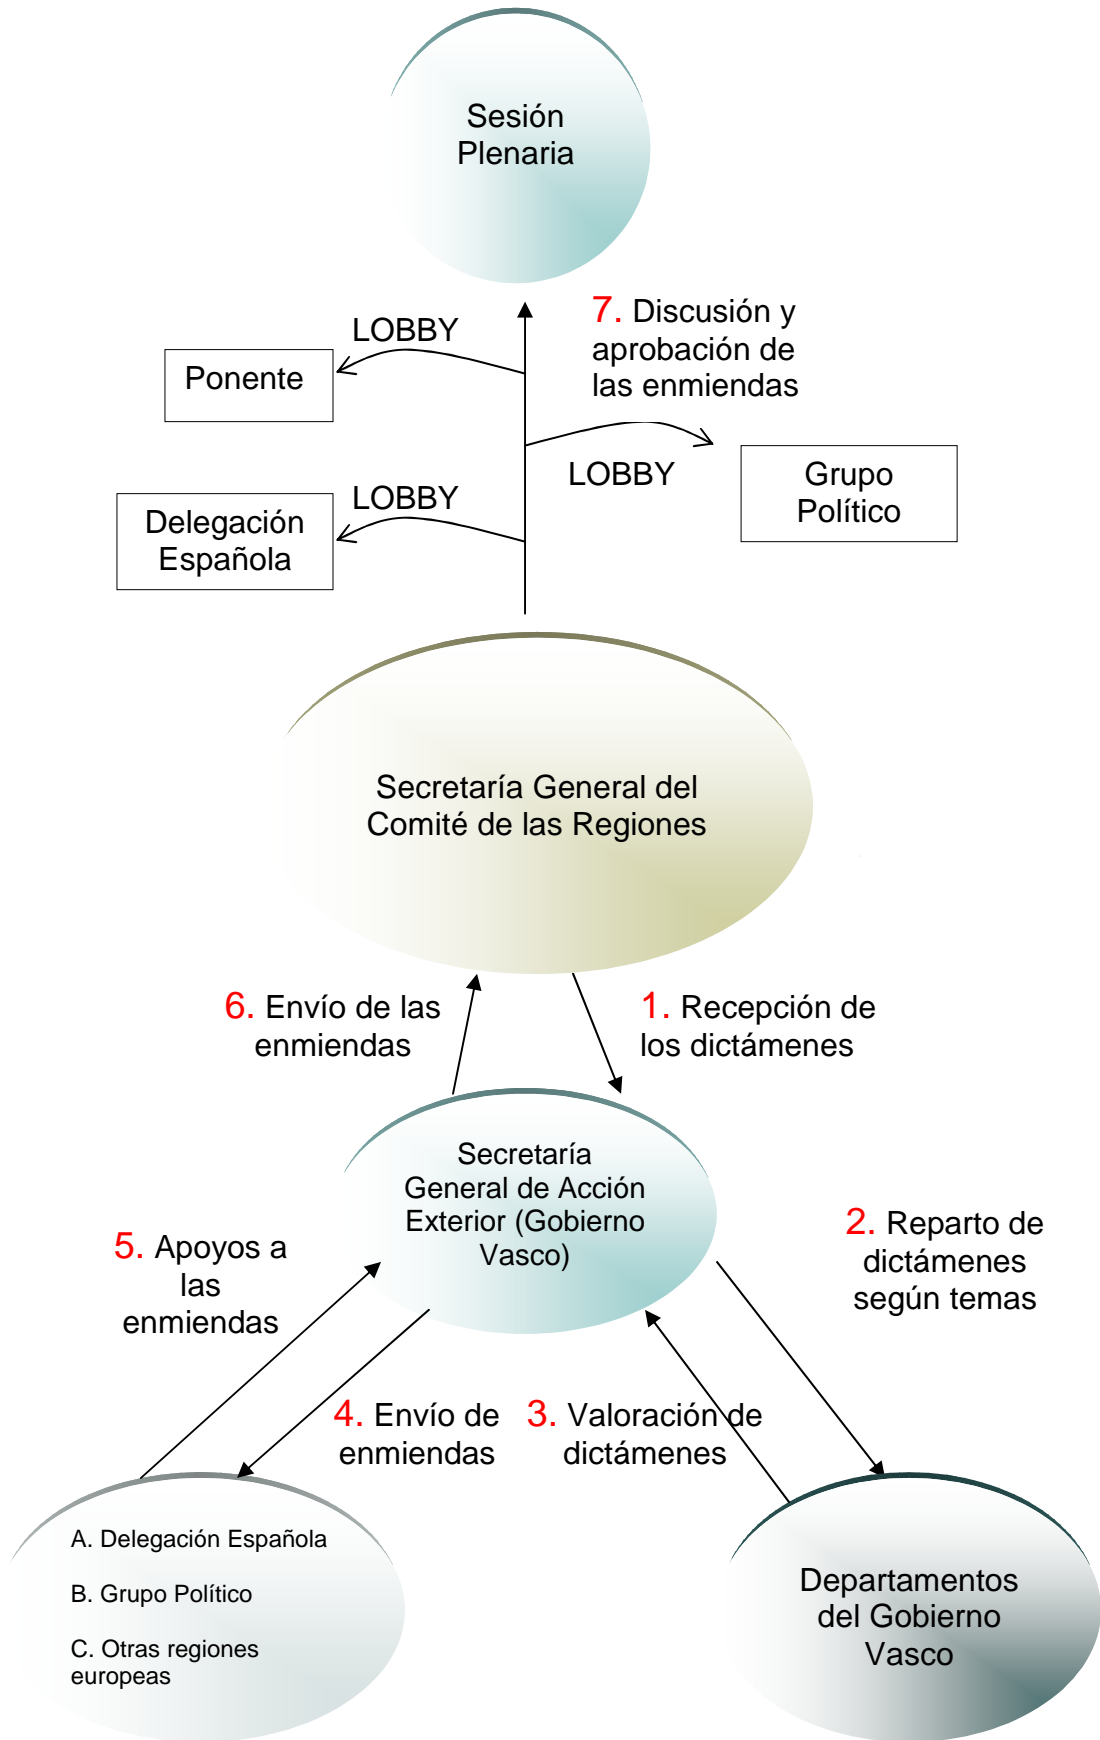 Sesión
Plenaria
LOBBY
7. Discusión y
aprobación de
las enmiendas
Ponente
LOBBY
Grupo
Político
LOBBY
Delegación
Española
Secretaría General del
Comité de las Regiones
6. Envío de las
enmiendas
1. Recepción de
los dictámenes
Secretaría
General de Acción
Exterior (Gobierno
Vasco)
5. Apoyos a
las
enmiendas
2. Reparto de
dictámenes
según temas
4. Envío de
enmiendas
3. Valoración de
dictámenes
A. Delegación Española
B. Grupo Político
C. Otras regiones
europeas
Departamentos
del Gobierno
Vasco